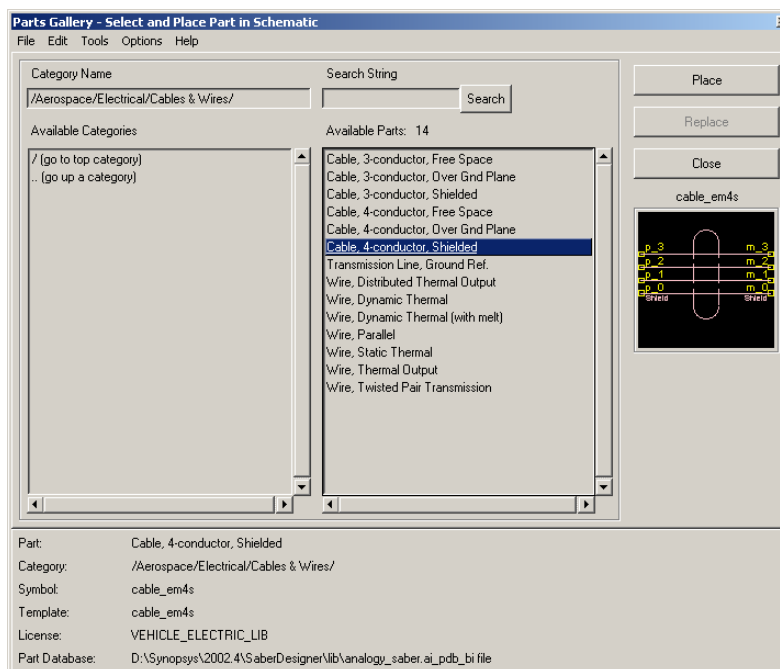 Parts Gallery - Select and Place Part in Schematic
File Edit Tools Options Help
Category Name
/Aerospace/Electrical/Cables & Wires/
Search String
Search
Available Categories
/ (go to top category)
.. (go up a category)
Available Parts: 14
Cable, 3-conductor, Free Space
Cable, 3-conductor, Over Gnd Plane
Cable, 3-conductor, Shielded
Cable, 4-conductor, Free Space
Cable, 4-conductor, Over Gnd Plane
Cable, 4-conductor, Shielded
Transmission Line, Ground Ref.
Wire, Distributed Thermal Output
Wire, Dynamic Thermal
Wire, Dynamic Thermal (with melt)
Wire, Parallel
Wire, Static Thermal
Wire, Thermal Output
Wire, Twisted Pair Transmission
Place
Replace
Close
cable_em4s
p_3 m_3
p_2 m_2
p_1 m_1
p_0 m_0
Shield Shield
Part: Cable, 4-conductor, Shielded
Category: /Aerospace/Electrical/Cables & Wires/
Symbol: cable_em4s
Template: cable_em4s
License: VEHICLE_ELECTRIC_LIB
Part Database: D:\Synopsys\2002.4\SaberDesigner\lib\analogy_saber.ai_pdb_bi file